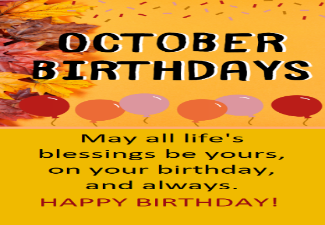 OCTOBER
BIRTHDAYS
May all life's
blessings be yours,
on your birthday,
and always.
HAPPY BIRTHDAY!